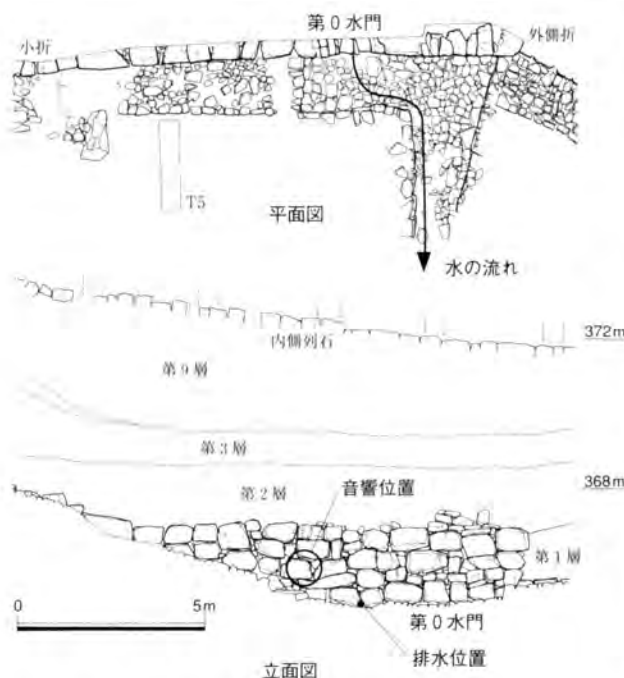 第0水門
小折
外側折
T5
平面図
水の流れ
372m
内側列石
第9層
第3層
368m
第2層
音響位置
第1層
0 5m
第0水門
排水位置
立面図